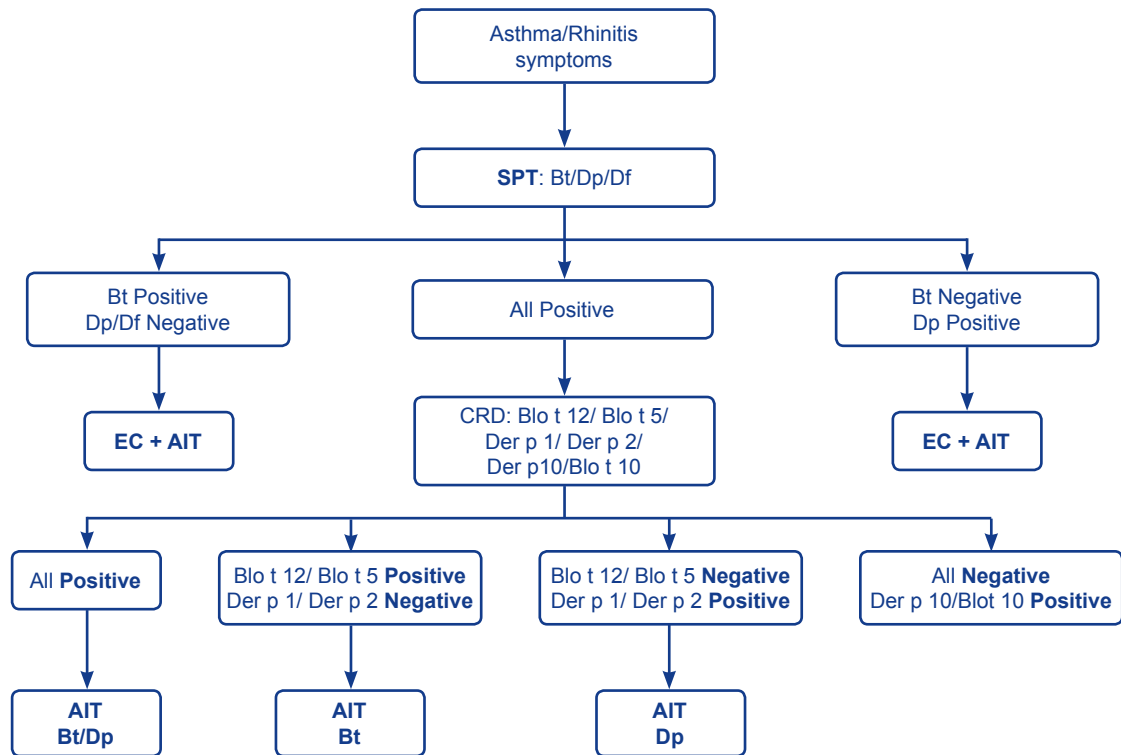 Asthma/Rhinitis
symptoms
SPT: Bt/Dp/Df
Bt Positive
Dp/Df Negative
All Positive
Bt Negative
Dp Positive
EC + AIT
CRD: Blo t 12/ Blo t 5/
Der p 1/ Der p 2/
Der p10/Blo t 10
EC + AIT
All Positive
Blo t 12/ Blo t 5 Positive
Der p 1/ Der p 2 Negative
Blo t 12/ Blo t 5 Negative
Der p 1/ Der p 2 Positive
All Negative
Der p 10/Blot 10 Positive
AIT
Bt/Dp
AIT
Bt
AIT
Dp